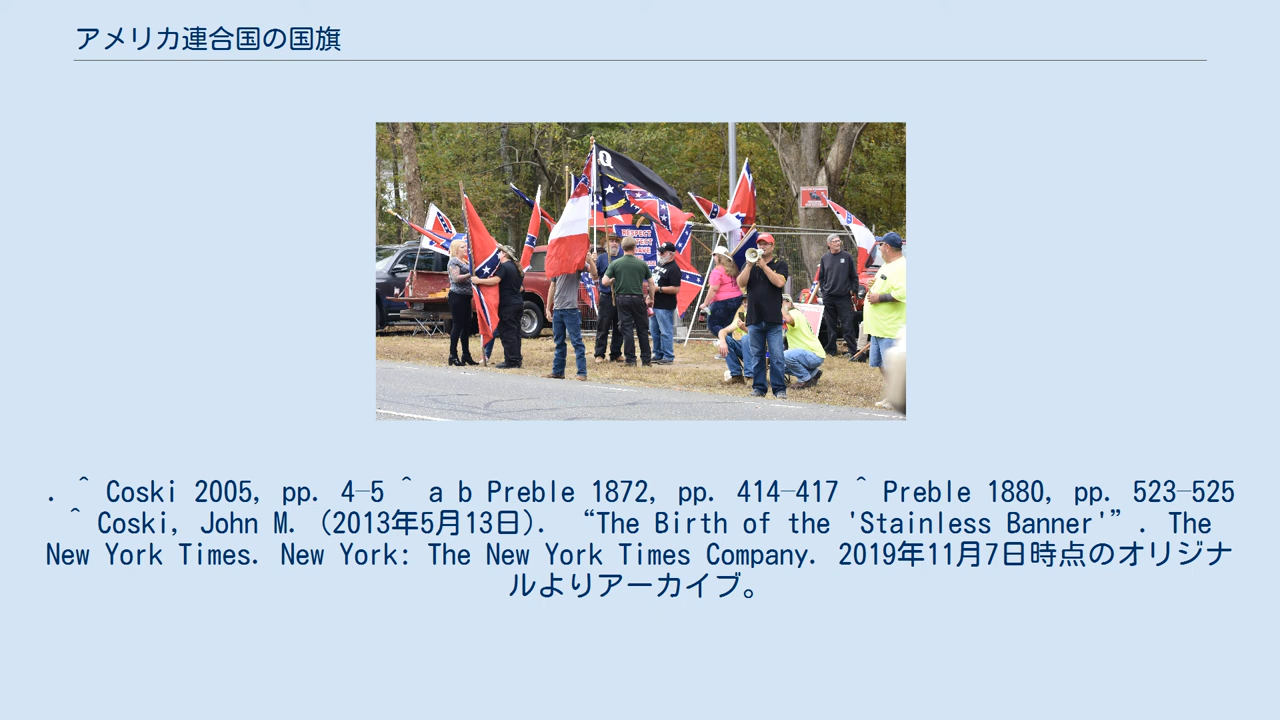 アメリカ連合国の国旗
Q
RESPECT
. ^ Coski 2005, pp. 4–5 ^ a b Preble 1872, pp. 414–417 ^ Preble 1880, pp. 523–525
^ Coski, John M. (2013年5月13日). “The Birth of the 'Stainless Banner'”. The
New York Times. New York: The New York Times Company. 2019年11月7日時点のオリジナ
ルよりアーカイブ。